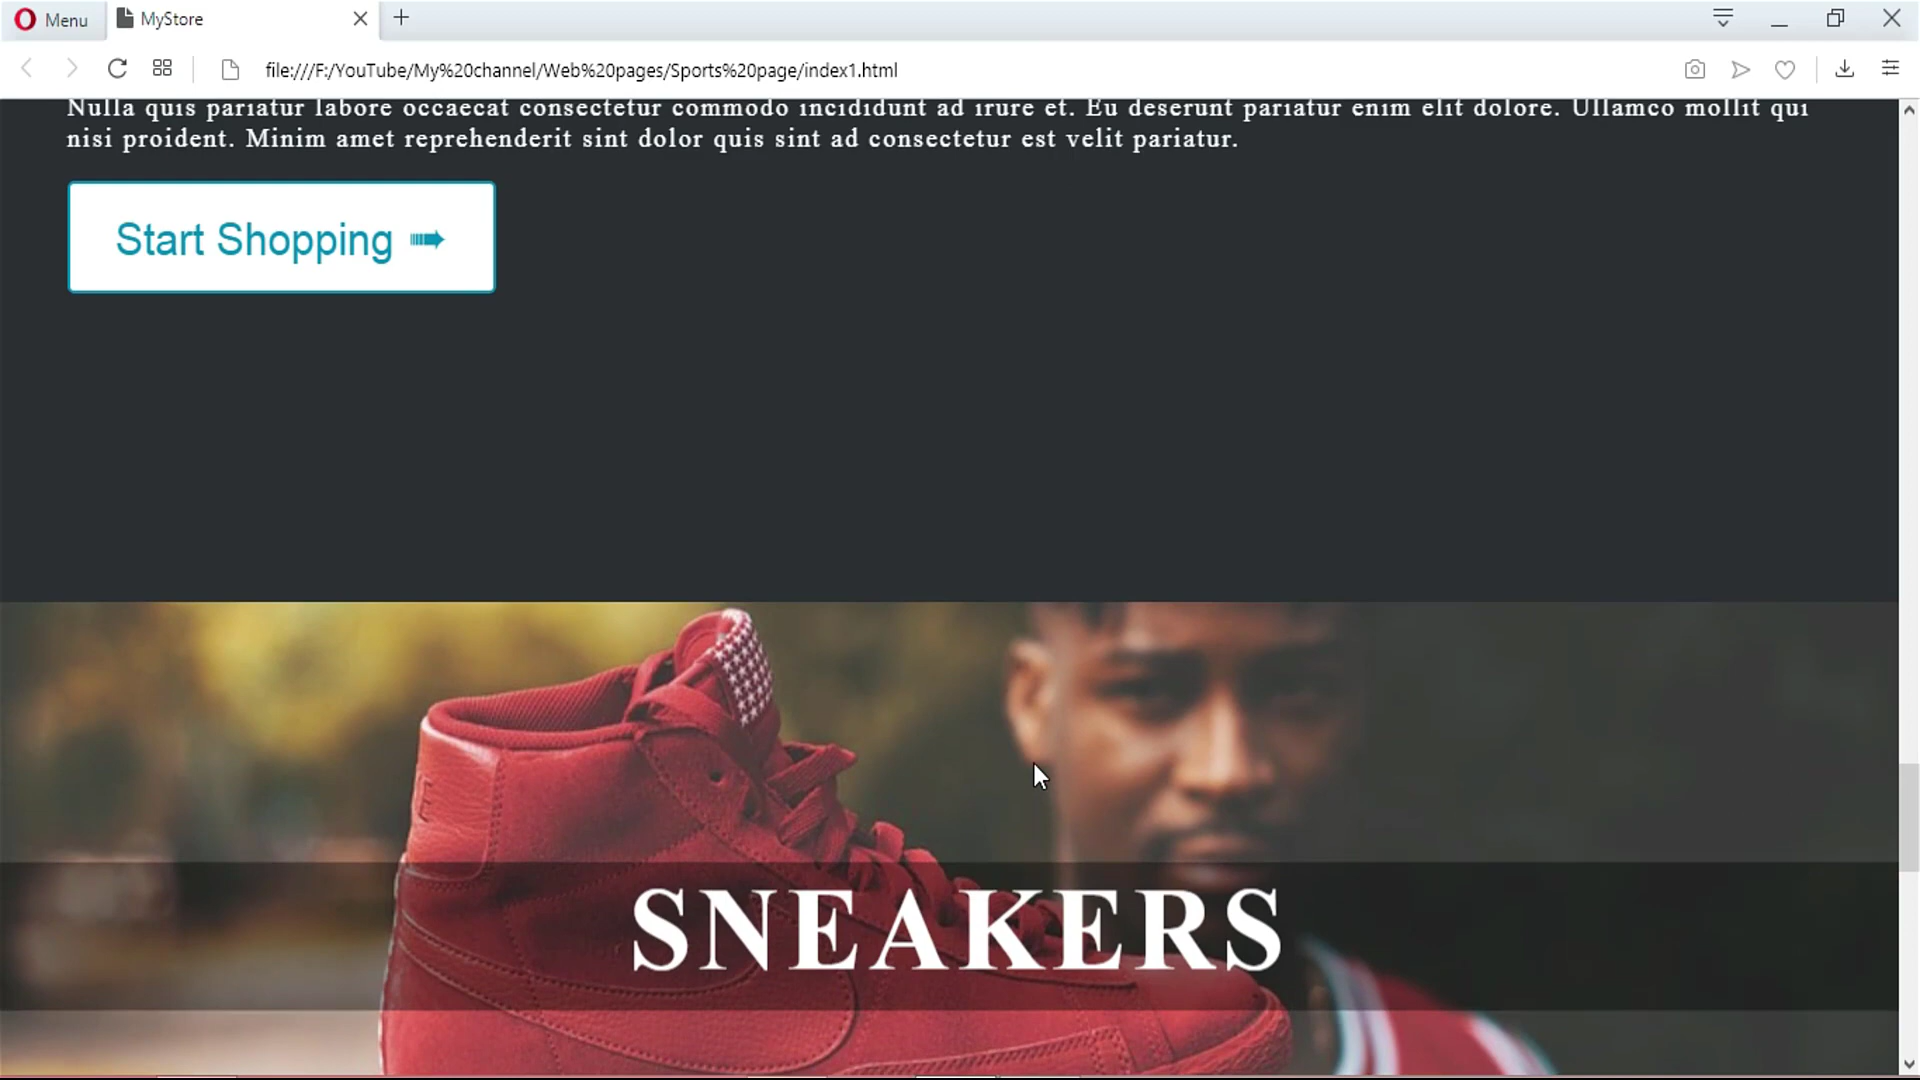 Menu
MyStore
file:///F:/YouTube/My%20channel/Web%20pages/Sports%20page/index1.html
Nulla quis pariatur labore occaecat consectetur commodo incididunt ad irure et. Eu deserunt pariatur enim elit dolore. Ullamco mollit qui
nisi proident. Minim amet reprehenderit sint dolor quis sint ad consectetur est velit pariatur.
Start Shopping ➠
E
SNEAKERS